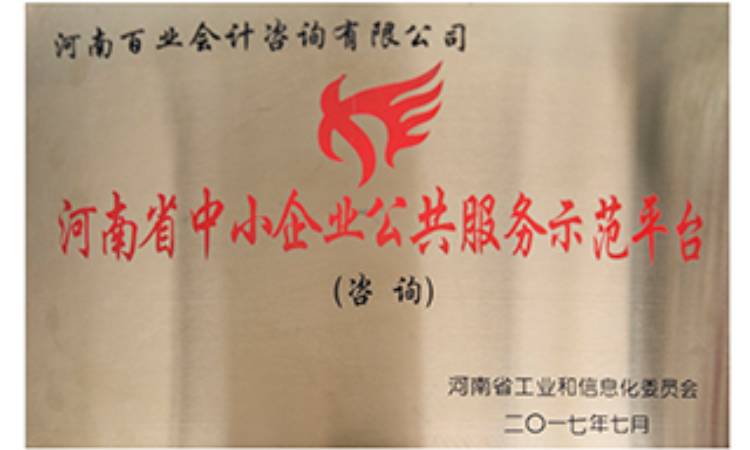 河南百业会计咨询有限公司
河南省中小企业公共服务示范平台
(咨 询)
河南省工业和信息化委员会
二〇一七年七月